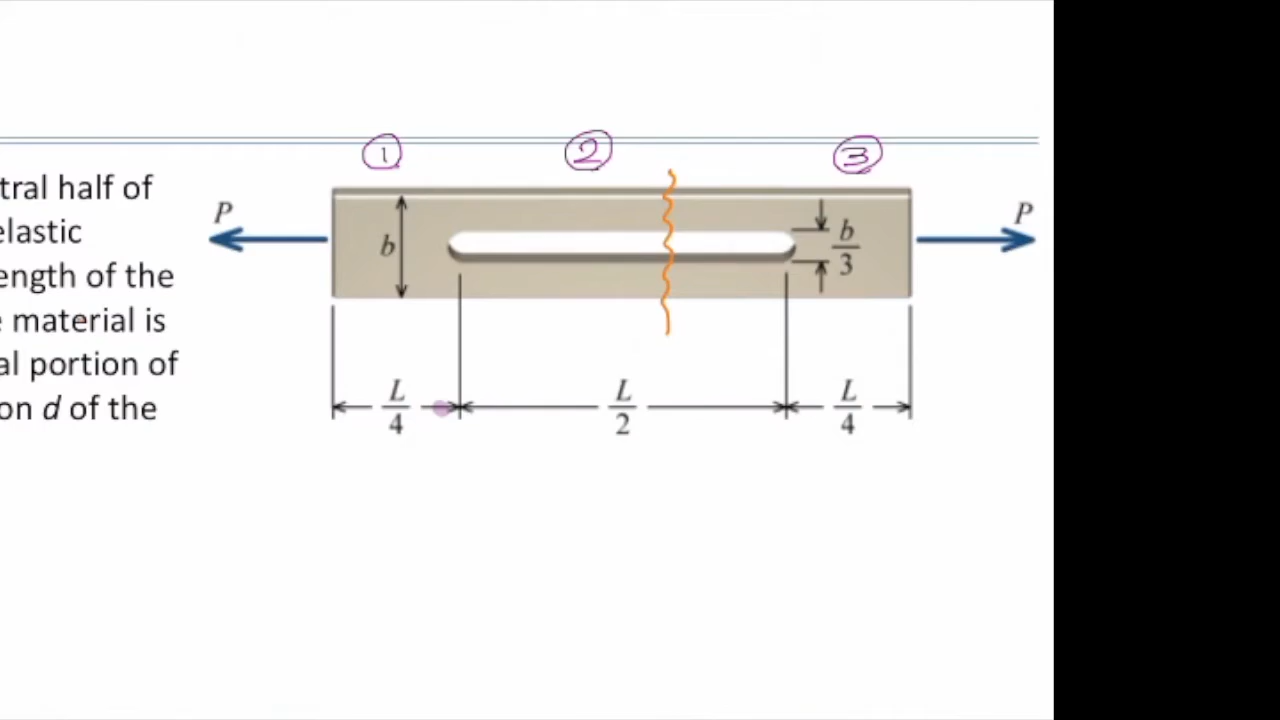 ① ② ③
tral half of
elastic
ength of the
e material is
al portion of
on d of the
P P
b b/3
L/4 L/2 L/4